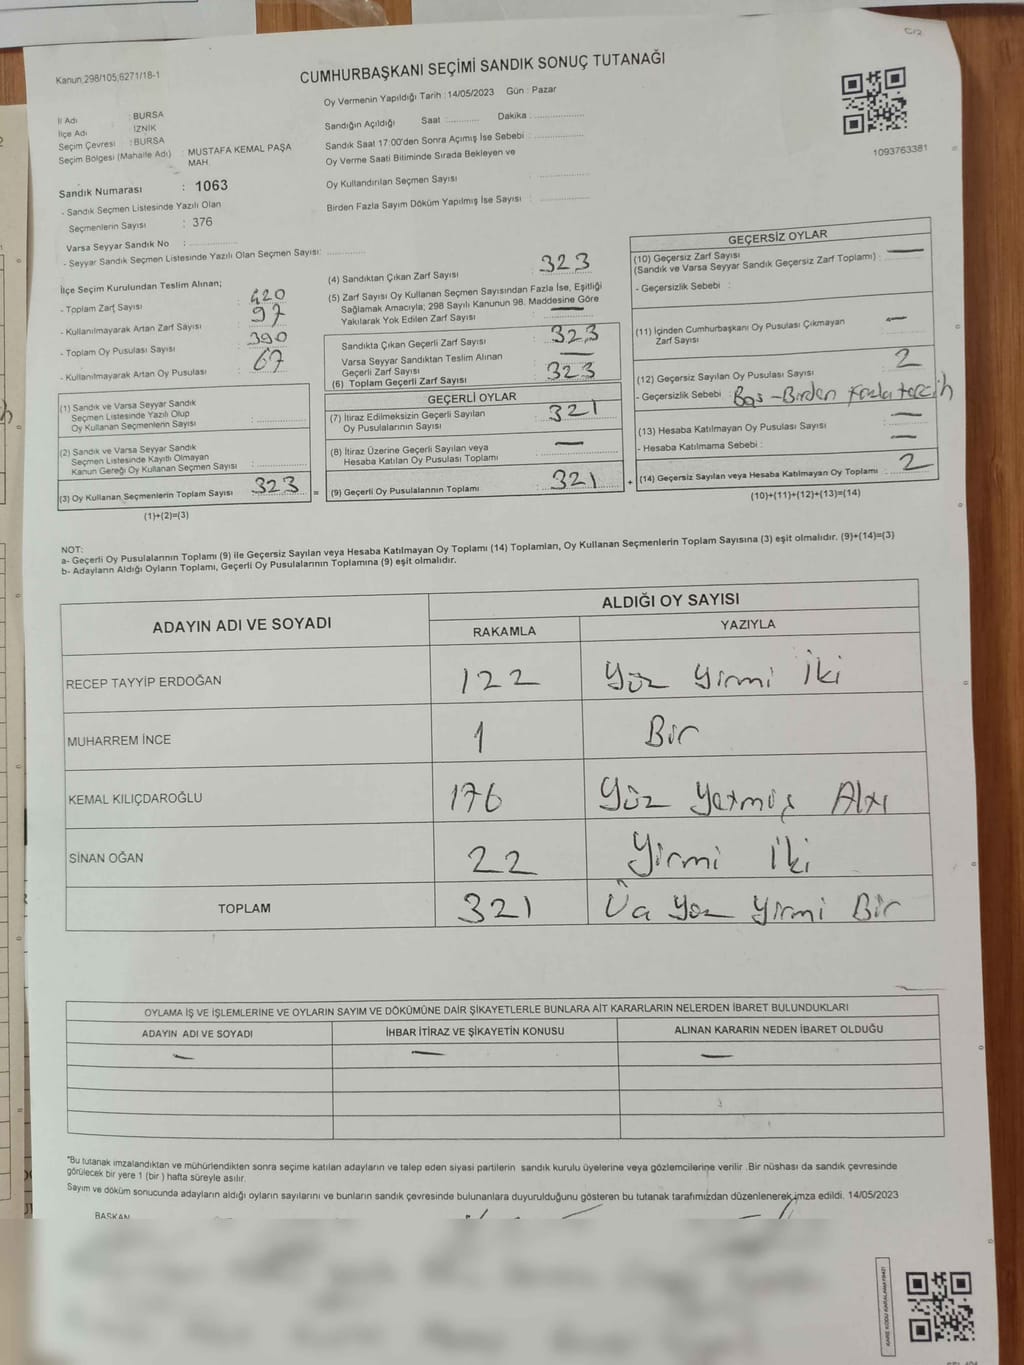 C/2
Kanun.298/105,6271/18-1
CUMHURBAŞKANI SEÇİMİ SANDIK SONUÇ TUTANAĞI
İl Adı : BURSA
İlçe Adı : İZNİK
Seçim Çevresi : BURSA
Seçim Bölgesi (Mahalle Adı) : MUSTAFA KEMAL PAŞA MAH.
Sandık Numarası : 1063
- Sandık Seçmen Listesinde Yazılı Olan
Seçmenlerin Sayısı : 376
Varsa Seyyar Sandık No :
- Seyyar Sandık Seçmen Listesinde Yazılı Olan Seçmen Sayısı:
Oy Vermenin Yapıldığı Tarih : 14/05/2023 Gün : Pazar
Sandığın Açıldığı Saat Dakika
Sandık Saat 17:00'den Sonra Açımış İse Sebebi :
Oy Verme Saati Bitiminde Sırada Bekleyen ve
Oy Kullandırılan Seçmen Sayısı
Birden Fazla Sayım Döküm Yapılmış İse Sayısı :
1093763381
İlçe Seçim Kurulundan Teslim Alınan;
- Toplam Zarf Sayısı : 420
- Kullanılmayarak Artan Zarf Sayısı : 97
- Toplam Oy Pusulası Sayısı : 390
- Kullanılmayarak Artan Oy Pusulası : 67
(1) Sandık ve Varsa Seyyar Sandık
Seçmen Listesinde Yazılı Olup
Oy Kullanan Seçmenlerin Sayısı :
(2) Sandık ve Varsa Seyyar Sandık
Seçmen Listesinde Kayıtlı Olmayan
Kanun Gereği Oy Kullanan Seçmen Sayısı :
(3) Oy Kullanan Seçmenlerin Toplam Sayısı : 323 =
(1)+(2)=(3)
(4) Sandıktan Çıkan Zarf Sayısı : 323
(5) Zarf Sayısı Oy Kullanan Seçmen Sayısından Fazla İse, Eşitliği
Sağlamak Amacıyla; 298 Sayılı Kanunun 98. Maddesine Göre
Yakılarak Yok Edilen Zarf Sayısı : —
Sandıkta Çıkan Geçerli Zarf Sayısı : 323
Varsa Seyyar Sandıktan Teslim Alınan
Geçerli Zarf Sayısı : —
(6) Toplam Geçerli Zarf Sayısı : 323
GEÇERLİ OYLAR
(7) İtiraz Edilmeksizin Geçerli Sayılan
Oy Pusulalarının Sayısı : 321
(8) İtiraz Üzerine Geçerli Sayılan veya
Hesaba Katılan Oy Pusulası Toplamı : —
(9) Geçerli Oy Pusulalarının Toplamı : 321 +
GEÇERSİZ OYLAR
(10) Geçersiz Zarf Sayısı
(Sandık ve Varsa Seyyar Sandık Geçersiz Zarf Toplamı) : —
- Geçersizlik Sebebi :
(11) İçinden Cumhurbaşkanı Oy Pusulası Çıkmayan
Zarf Sayısı : —
(12) Geçersiz Sayılan Oy Pusulası Sayısı : 2
- Geçersizlik Sebebi : Boş - Birden Fazla tercih
(13) Hesaba Katılmayan Oy Pusulası Sayısı : —
- Hesaba Katılmama Sebebi : —
(14) Geçersiz Sayılan veya Hesaba Katılmayan Oy Toplamı : 2
(10)+(11)+(12)+(13)=(14)
NOT:
a- Geçerli Oy Pusulalarının Toplamı (9) ile Geçersiz Sayılan veya Hesaba Katılmayan Oy Toplamı (14) Toplamları, Oy Kullanan Seçmenlerin Toplam Sayısına (3) eşit olmalıdır. (9)+(14)=(3)
b- Adayların Aldığı Oyların Toplamı, Geçerli Oy Pusulalarının Toplamına (9) eşit olmalıdır.
ADAYIN ADI VE SOYADI ALDIĞI OY SAYISI
RAKAMLA YAZIYLA
RECEP TAYYİP ERDOĞAN 122 Yüz Yirmi İki
MUHARREM İNCE 1 Bir
KEMAL KILIÇDAROĞLU 176 Yüz Yetmiş Altı
SİNAN OĞAN 22 Yirmi İki
TOPLAM 321 Üç Yüz Yirmi Bir
OYLAMA İŞ VE İŞLEMLERİNE VE OYLARIN SAYIM VE DÖKÜMÜNE DAİR ŞİKAYETLERLE BUNLARA AİT KARARLARIN NELERDEN İBARET BULUNDUKLARI
ADAYIN ADI VE SOYADI İHBAR İTİRAZ VE ŞİKAYETİN KONUSU ALINAN KARARIN NEDEN İBARET OLDUĞU
— — —
*Bu tutanak imzalandıktan ve mühürlendikten sonra seçime katılan adayların ve talep eden siyasi partilerin sandık kurulu üyelerine veya gözlemcilerine verilir .Bir nüshası da sandık çevresinde
görülecek bir yere 1 (bir ) hafta süreyle asılır.
Sayım ve döküm sonucunda adayların aldığı oyların sayılarını ve bunların sandık çevresinde bulunanlara duyurulduğunu gösteren bu tutanak tarafımızdan düzenlenerek imza edildi. 14/05/2023
BAŞKAN
KARE KODU KARALAMAYINIZ!